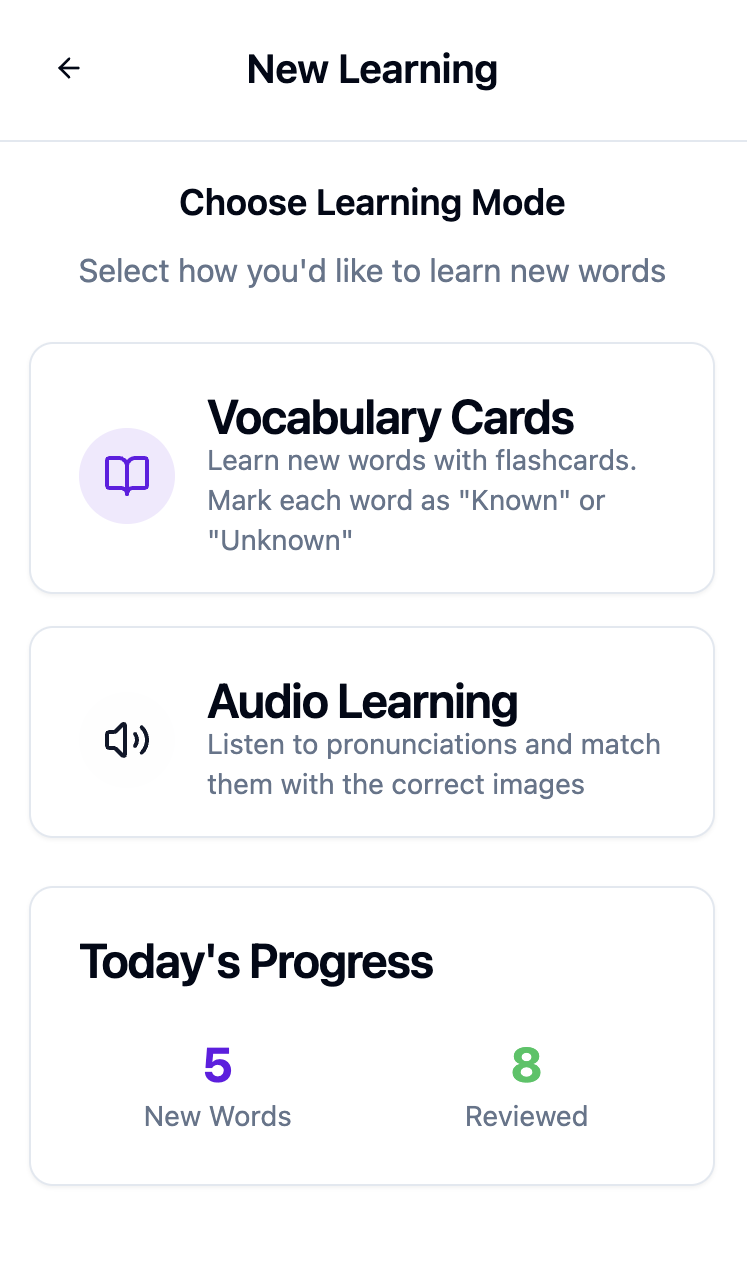 New Learning
Choose Learning Mode
Select how you'd like to learn new words
Vocabulary Cards
Learn new words with flashcards.
Mark each word as "Known" or
"Unknown"
Audio Learning
Listen to pronunciations and match
them with the correct images
Today's Progress
5
New Words
8
Reviewed